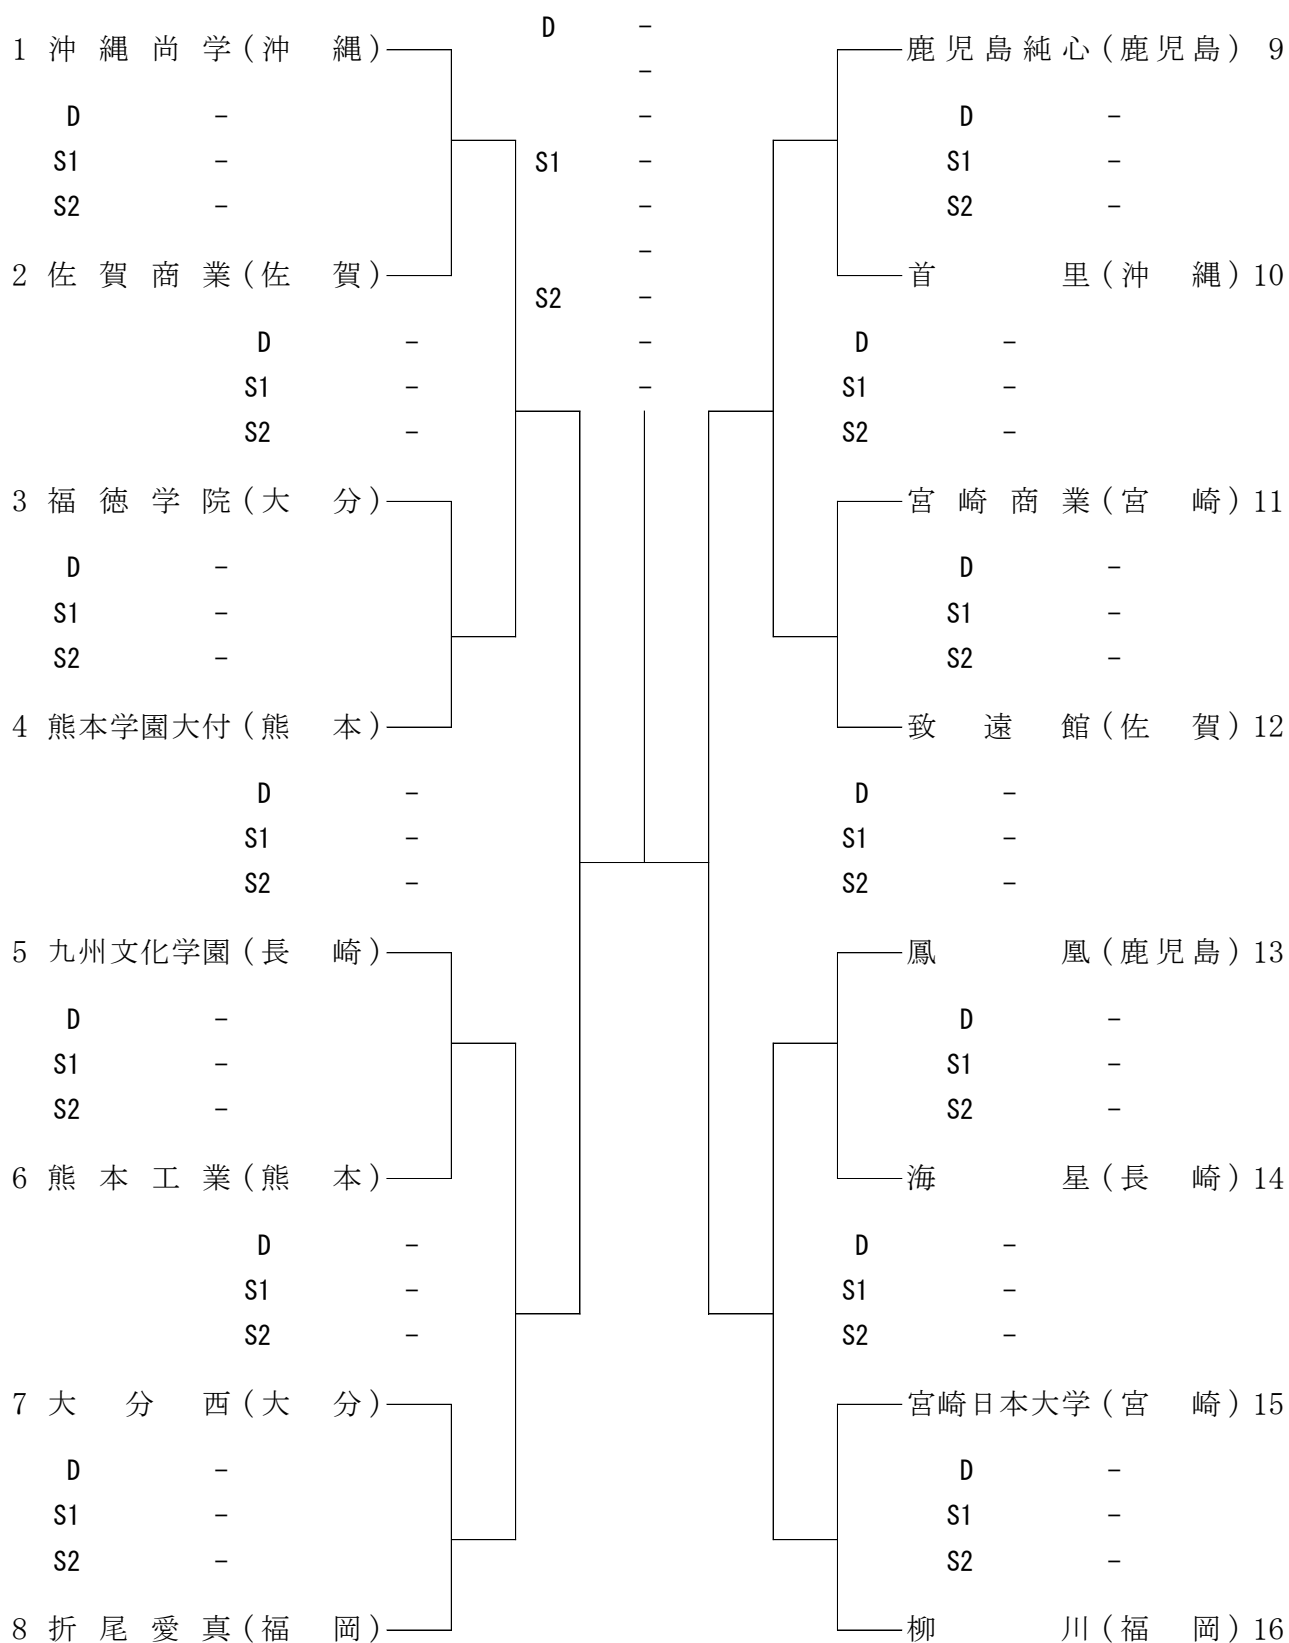 D -
1 沖縄尚学(沖縄) 鹿児島純心(鹿児島) 9
-
D - - D -
S1 - S1 - S1 -
S2 - - S2 -
-
2 佐賀商業(佐賀) 首里(沖縄) 10
S2 -
D - - D -
S1 - - S1 -
S2 - S2 -
3 福徳学院(大分) 宮崎商業(宮崎) 11
D - D -
S1 - S1 -
S2 - S2 -
4 熊本学園大付(熊本) 致遠館(佐賀) 12
D - D -
S1 - S1 -
S2 - S2 -
5 九州文化学園(長崎) 鳳凰(鹿児島) 13
D - D -
S1 - S1 -
S2 - S2 -
6 熊本工業(熊本) 海星(長崎) 14
D - D -
S1 - S1 -
S2 - S2 -
7 大分西(大分) 宮崎日本大学(宮崎) 15
D - D -
S1 - S1 -
S2 - S2 -
8 折尾愛真(福岡) 柳川(福岡) 16